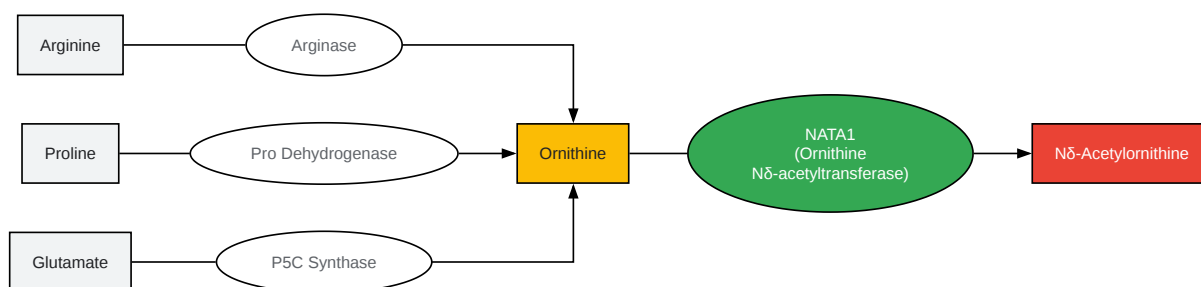 Arginine
Arginase
Proline
Pro Dehydrogenase
Ornithine
NATA1
(Ornithine
Nδ-acetyltransferase)
Nδ-Acetylornithine
Glutamate
P5C Synthase